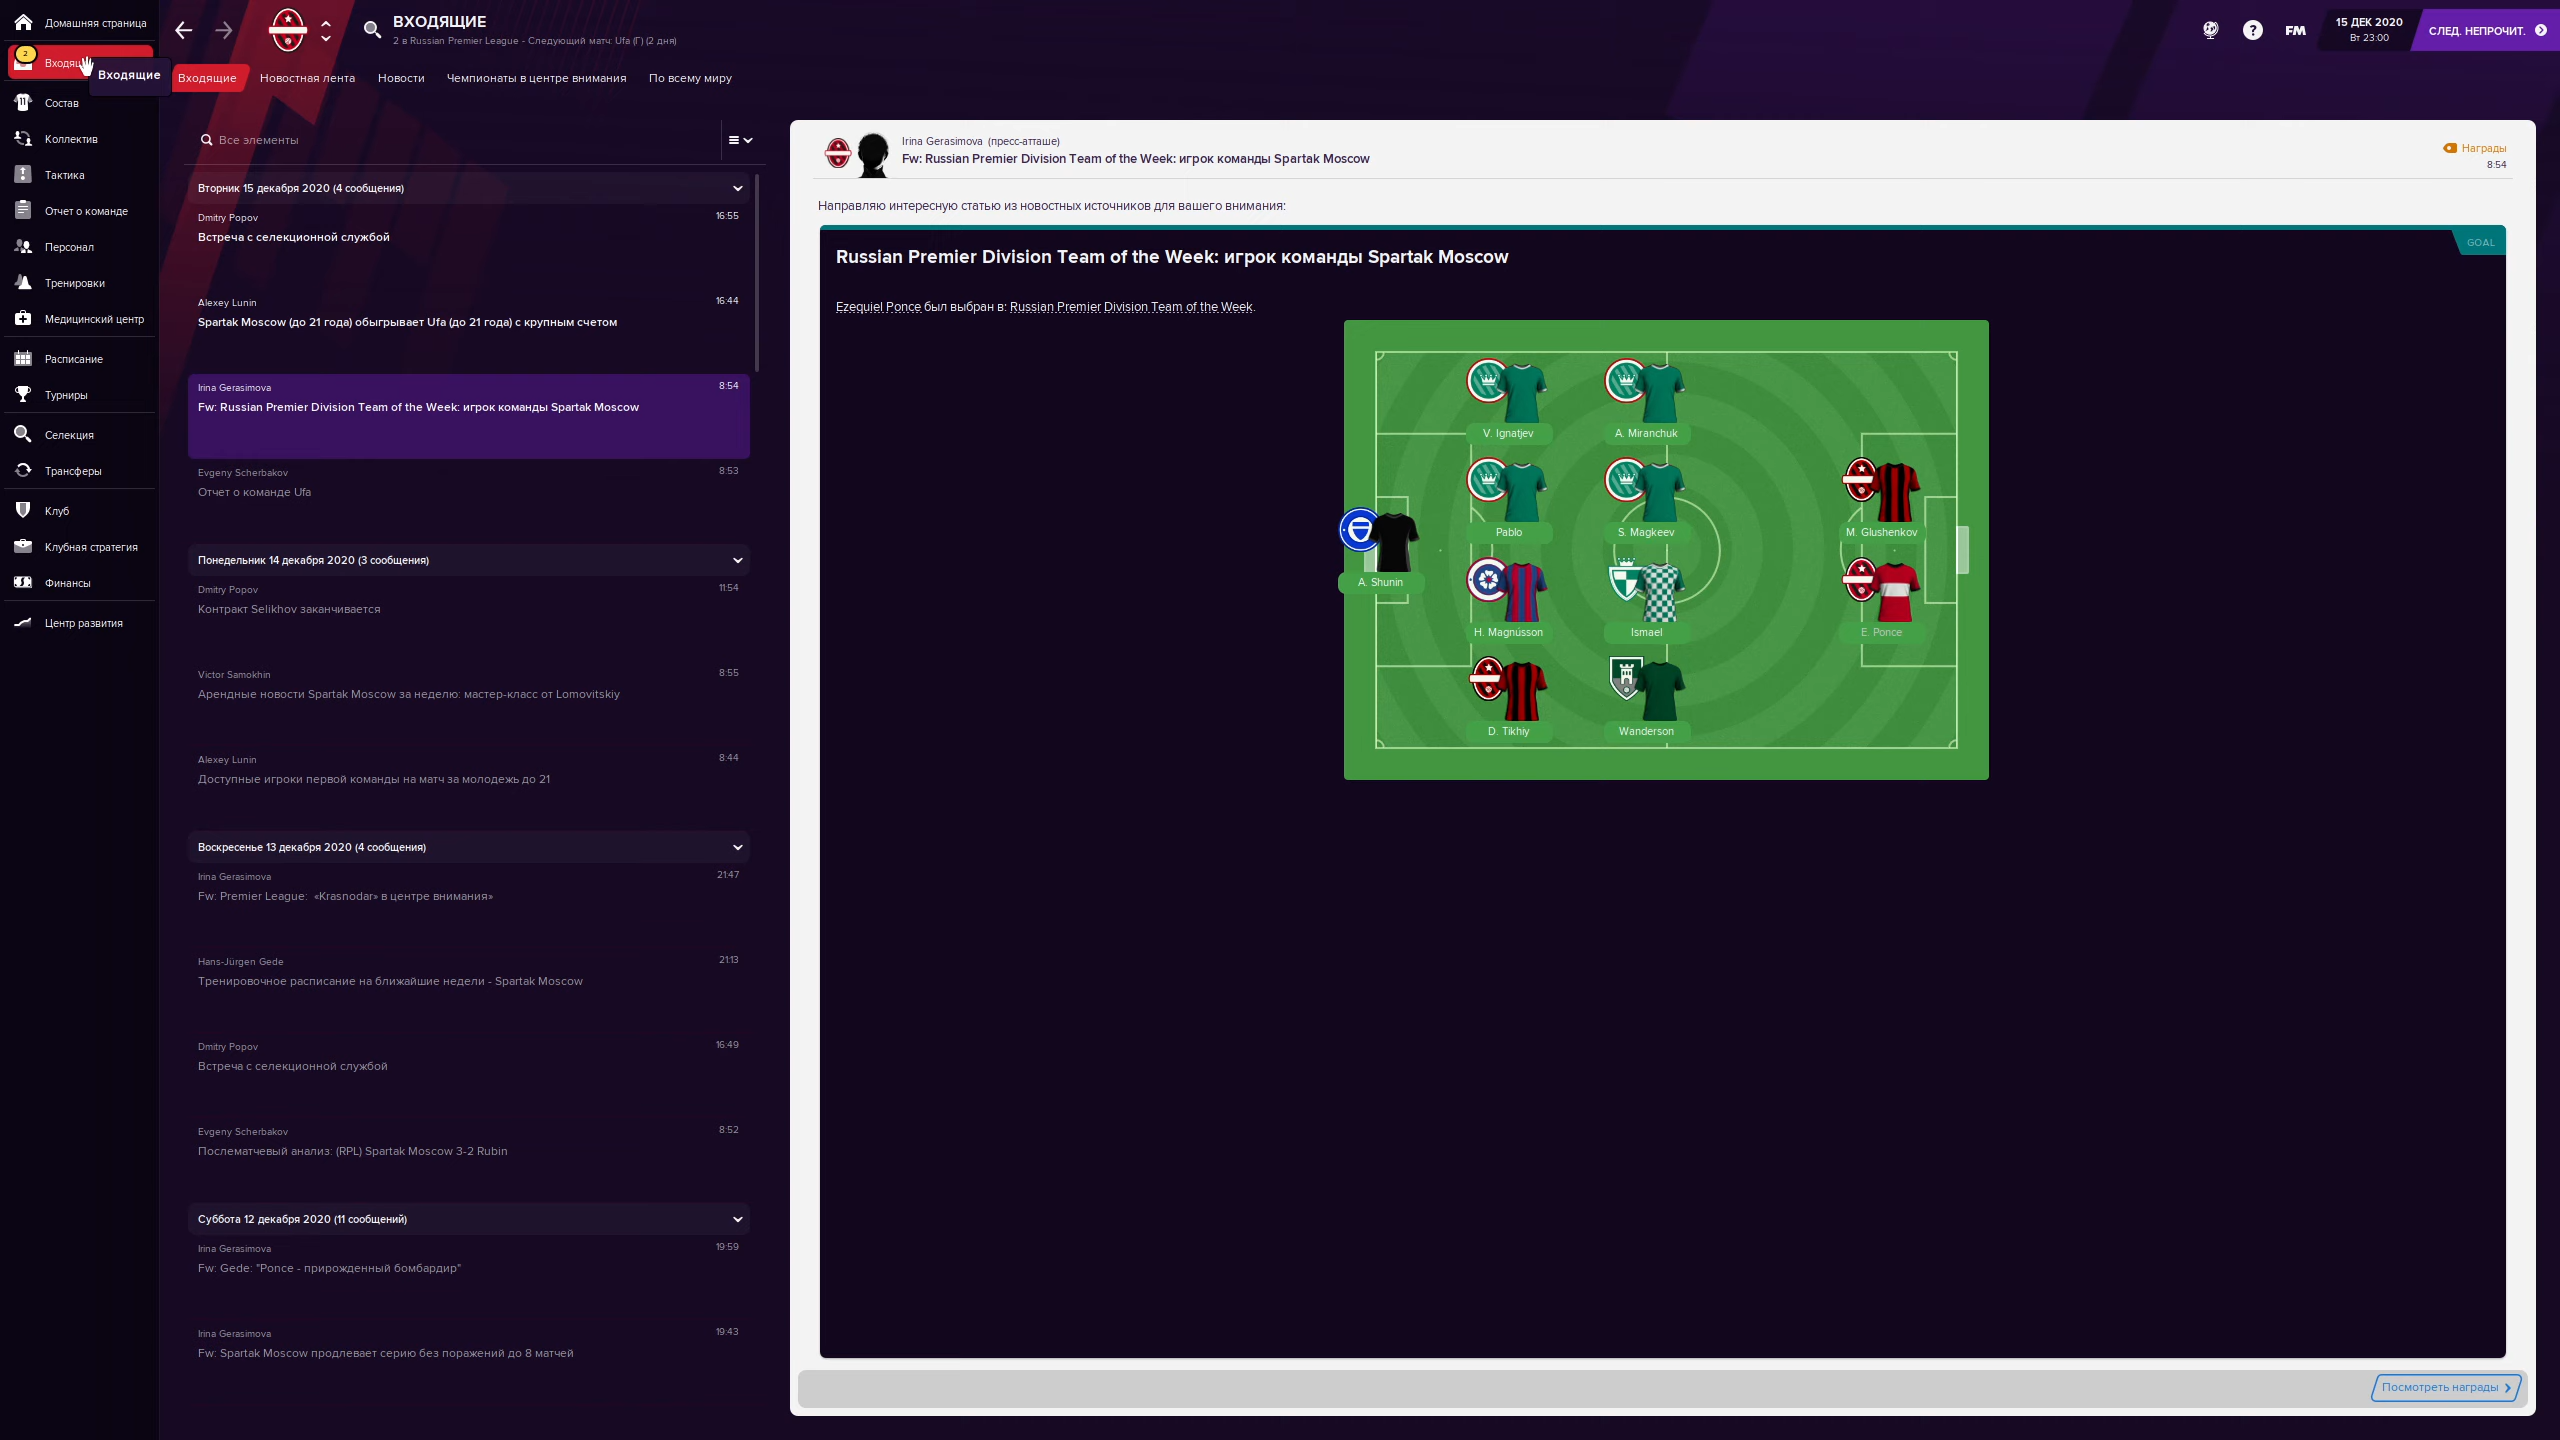 Домашняя страница
2
Входящие
Состав
Коллектив
Тактика
Отчет о команде
Персонал
Тренировки
Медицинский центр
Расписание
Турниры
Селекция
Трансферы
Клуб
Клубная стратегия
Финансы
Центр развития
ВХОДЯЩИЕ
2 в Russian Premier League - Следующий матч: Ufa (Г) (2 дня)
?
FM
15 ДЕК 2020
Вт 23:00
СЛЕД. НЕПРОЧИТ.
Входящие Новостная лента Новости Чемпионаты в центре внимания По всему миру
Все элементы
Вторник 15 декабря 2020 (4 сообщения)
Dmitry Popov 16:55
Встреча с селекционной службой
Alexey Lunin 16:44
Spartak Moscow (до 21 года) обыгрывает Ufa (до 21 года) с крупным счетом
Irina Gerasimova 8:54
Fw: Russian Premier Division Team of the Week: игрок команды Spartak Moscow
Evgeny Scherbakov 8:53
Отчет о команде Ufa
Понедельник 14 декабря 2020 (3 сообщения)
Dmitry Popov 11:54
Контракт Selikhov заканчивается
Victor Samokhin 8:55
Арендные новости Spartak Moscow за неделю: мастер-класс от Lomovitskiy
Alexey Lunin 8:44
Доступные игроки первой команды на матч за молодежь до 21
Воскресенье 13 декабря 2020 (4 сообщения)
Irina Gerasimova 21:47
Fw: Premier League: «Krasnodar» в центре внимания»
Hans-Jürgen Gede 21:13
Тренировочное расписание на ближайшие недели - Spartak Moscow
Dmitry Popov 16:49
Встреча с селекционной службой
Evgeny Scherbakov 8:52
Послематчевый анализ: (RPL) Spartak Moscow 3-2 Rubin
Суббота 12 декабря 2020 (11 сообщений)
Irina Gerasimova 19:59
Fw: Gede: "Ponce - прирожденный бомбардир"
Irina Gerasimova 19:43
Fw: Spartak Moscow продлевает серию без поражений до 8 матчей
Irina Gerasimova (пресс-атташе)
Fw: Russian Premier Division Team of the Week: игрок команды Spartak Moscow
Награды
8:54
Направляю интересную статью из новостных источников для вашего внимания:
GOAL
Russian Premier Division Team of the Week: игрок команды Spartak Moscow
Ezequiel Ponce был выбран в: Russian Premier Division Team of the Week.
V. Ignatjev A. Miranchuk
Pablo S. Magkeev M. Glushenkov
A. Shunin
H. Magnússon Ismael E. Ponce
D. Tikhiy Wanderson
Посмотреть награды